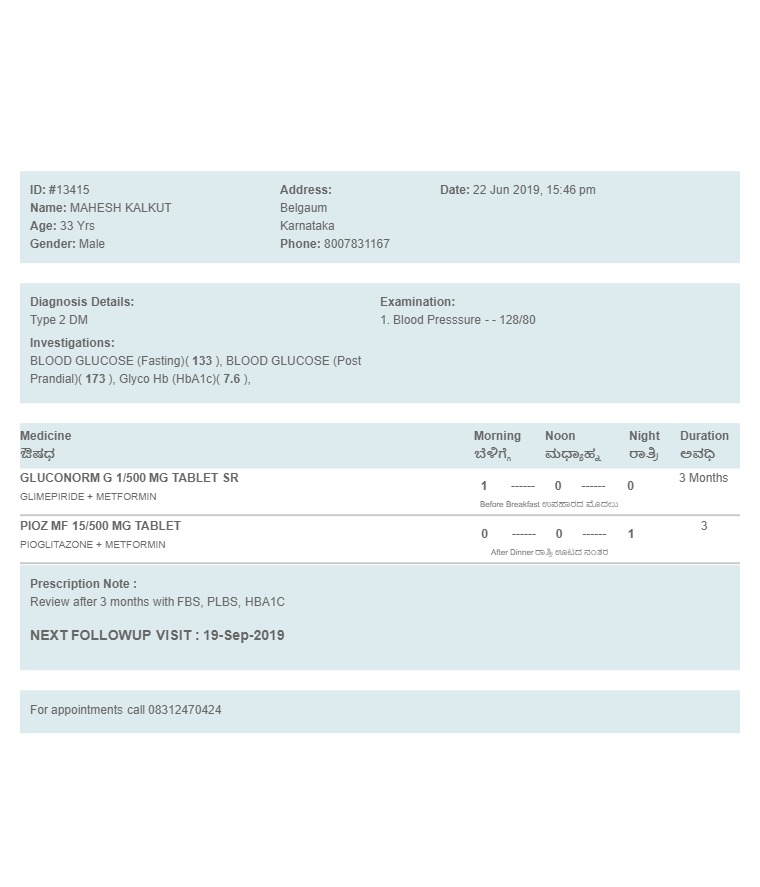 ID: #13415
Name: MAHESH KALKUT
Age: 33 Yrs
Gender: Male
Address:
Belgaum
Karnataka
Phone: 8007831167
Date: 22 Jun 2019, 15:46 pm
Diagnosis Details:
Type 2 DM
Investigations:
BLOOD GLUCOSE (Fasting)( 133 ), BLOOD GLUCOSE (Post
Prandial)( 173 ), Glyco Hb (HbA1c)( 7.6 ),
Examination:
1. Blood Presssure - - 128/80
Medicine Morning Noon Night Duration
ಔಷಧ ಬೆಳಿಗ್ಗೆ ಮಧ್ಯಾಹ್ನ ರಾತ್ರಿ ಅವಧಿ
GLUCONORM G 1/500 MG TABLET SR 1 ------ 0 ------ 0 3 Months
GLIMEPIRIDE + METFORMIN
Before Breakfast ಉಪಹಾರದ ಮೊದಲು
PIOZ MF 15/500 MG TABLET 0 ------ 0 ------ 1 3
PIOGLITAZONE + METFORMIN
After Dinner ರಾತ್ರಿ ಊಟದ ನಂತರ
Prescription Note :
Review after 3 months with FBS, PLBS, HBA1C
NEXT FOLLOWUP VISIT : 19-Sep-2019
For appointments call 08312470424